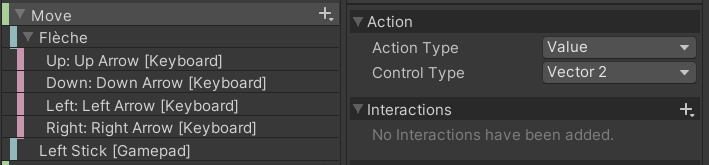 Move
Flèche
Up: Up Arrow [Keyboard]
Down: Down Arrow [Keyboard]
Left: Left Arrow [Keyboard]
Right: Right Arrow [Keyboard]
Left Stick [Gamepad]
Action
Action Type Value
Control Type Vector 2
Interactions
No Interactions have been added.